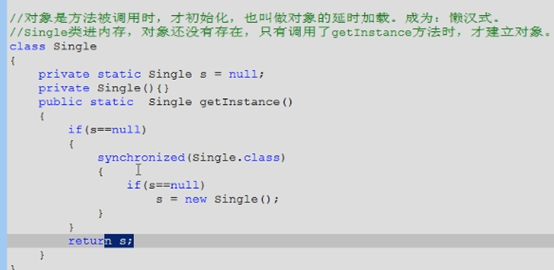 //对象是方法被调用时，才初始化，也叫做对象的延时加载。成为：懒汉式。
//Single类进内存，对象还没有存在，只有调用了getInstance方法时，才建立对象。
class Single
{
    private static Single s = null;
    private Single(){}
    public static  Single getInstance()
    {
        if(s==null)
        {
            synchronized(Single.class)
            {
                if(s==null)
                    s = new Single();
            }
        }
        return s;
    }
}